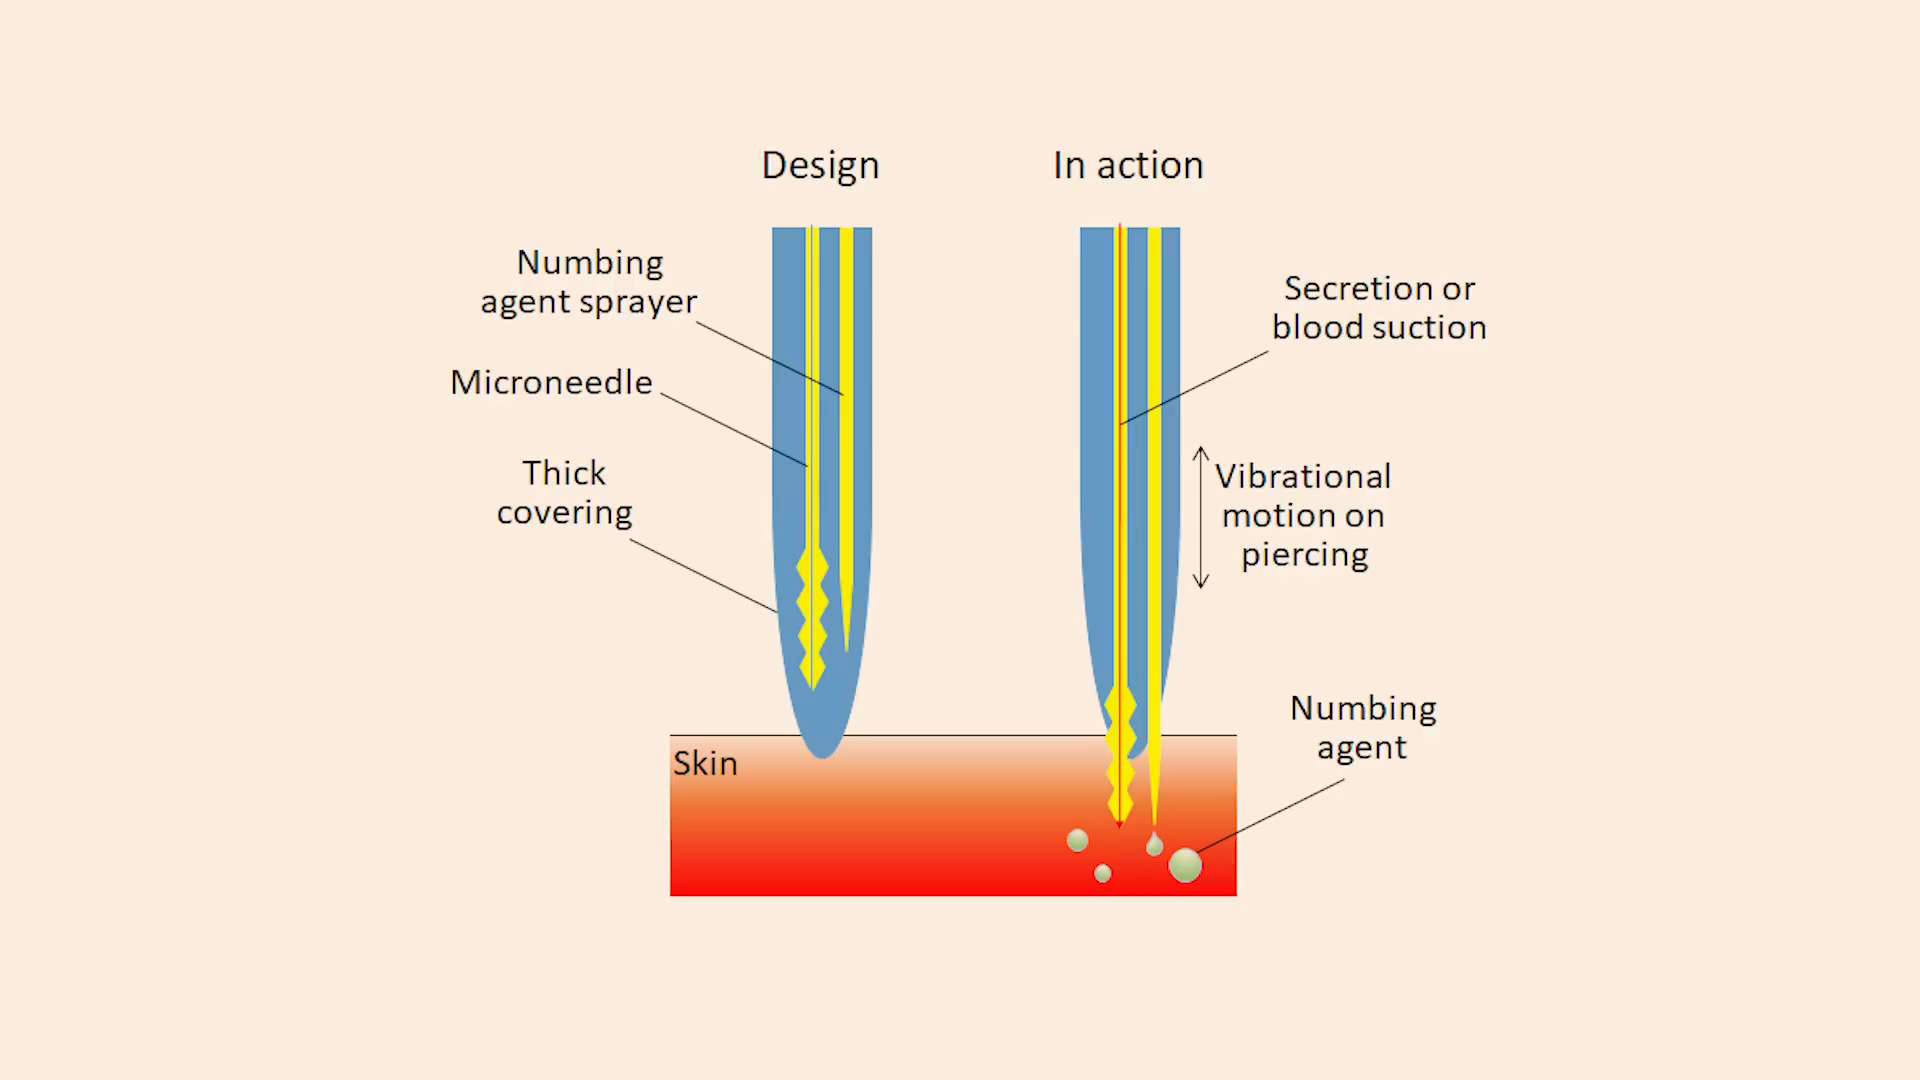 Design
In action
Numbing
agent sprayer
Microneedle
Thick
covering
Secretion or
blood suction
Vibrational
motion on
piercing
Numbing
agent
Skin